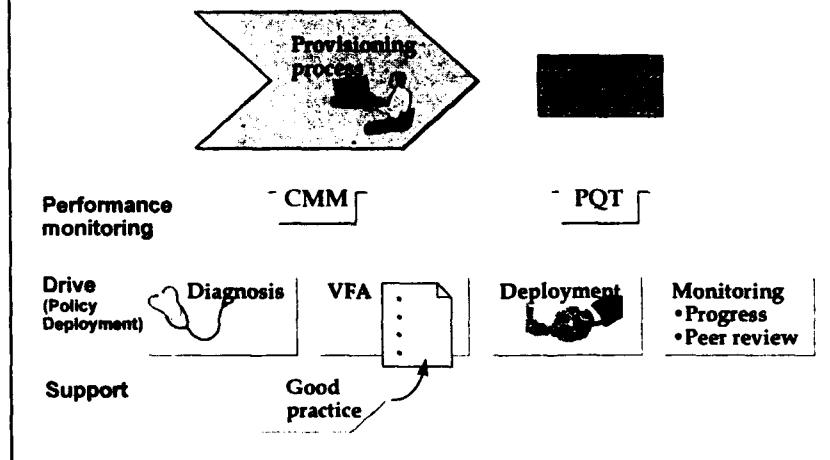 Provisioning
process
Performance
monitoring
CMM
PQT
Drive
(Policy
Deployment)
Diagnosis
VFA
Deployment
Monitoring
•Progress
•Peer review
Support
Good
practice